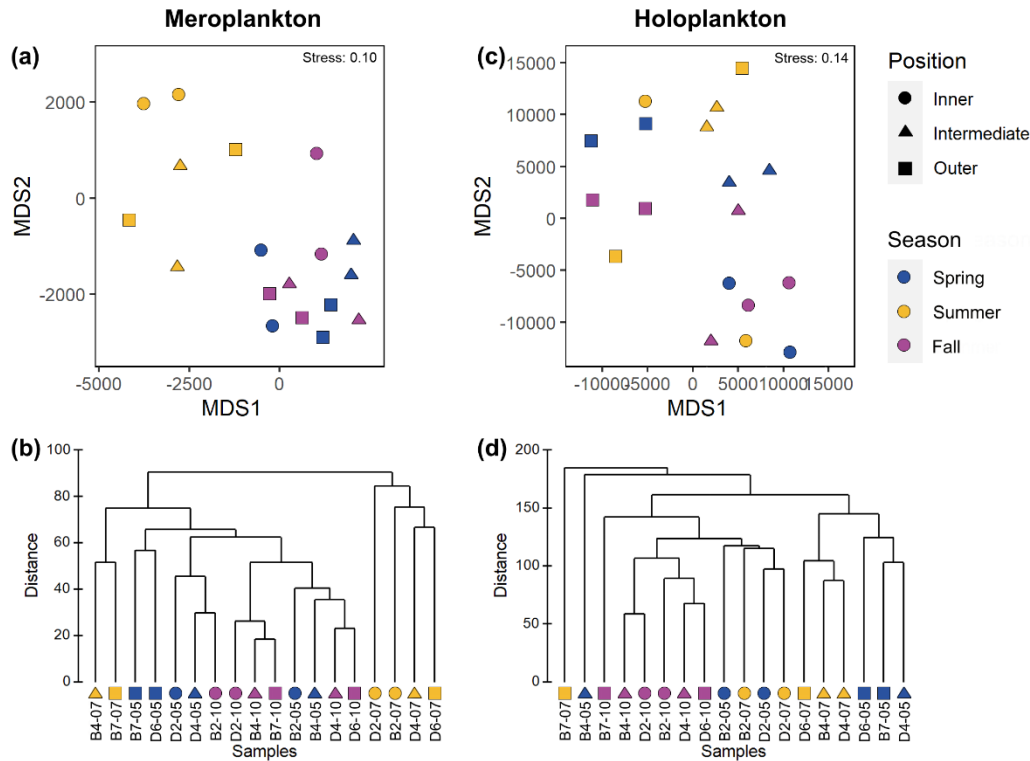 Meroplankton
Holoplankton
(a)
Stress: 0.10
2000
0
-2000
MDS2
-5000 -2500 0
MDS1
(c)
Stress: 0.14
15000
10000
5000
0
-5000
-10000
MDS2
-10000 -5000 0 5000 10000 15000
MDS1
Position
Inner
Intermediate
Outer
Season
Spring
Summer
Fall
(b)
100
80
60
40
20
0
Distance
B4-07 B7-07 B7-05 D6-05 D2-05 D4-05 B2-10 D2-10 B4-10 B7-10 B2-05 B4-05 D4-10 D6-10 D2-07 B2-07 D4-07 D6-07
Samples
(d)
200
150
100
50
0
Distance
B7-07 B4-05 B7-10 B4-10 D2-10 B2-10 D4-10 D6-10 B2-05 B2-07 D2-05 D2-07 D6-07 B4-07 D4-07 D6-05 B7-05 D4-05
Samples